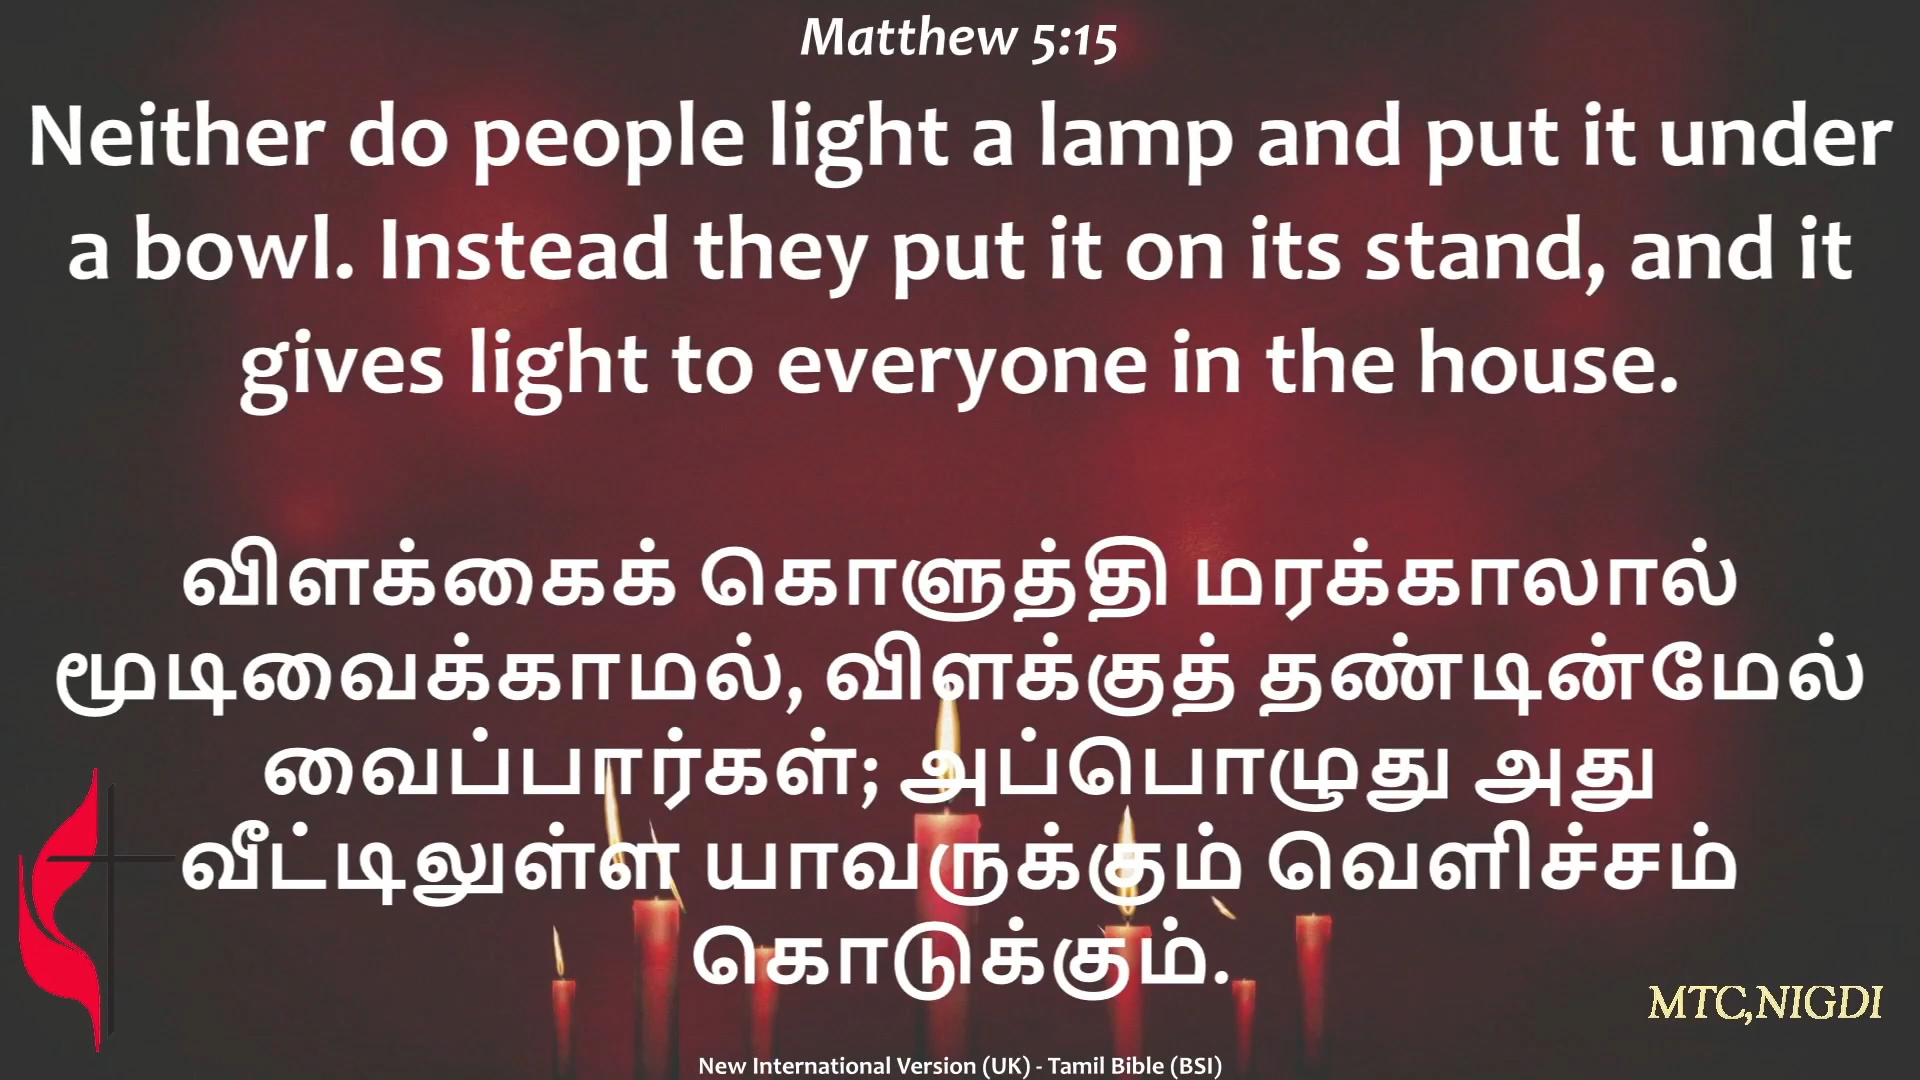 Matthew 5:15
Neither do people light a lamp and put it under
a bowl. Instead they put it on its stand, and it
gives light to everyone in the house.
விளக்கைக் கொளுத்தி மரக்காலால்
மூடிவைக்காமல், விளக்குத் தண்டின்மேல்
வைப்பார்கள்; அப்பொழுது அது
வீட்டிலுள்ள யாவருக்கும் வெளிச்சம்
கொடுக்கும்.
MTC,NIGDI
New International Version (UK) - Tamil Bible (BSI)